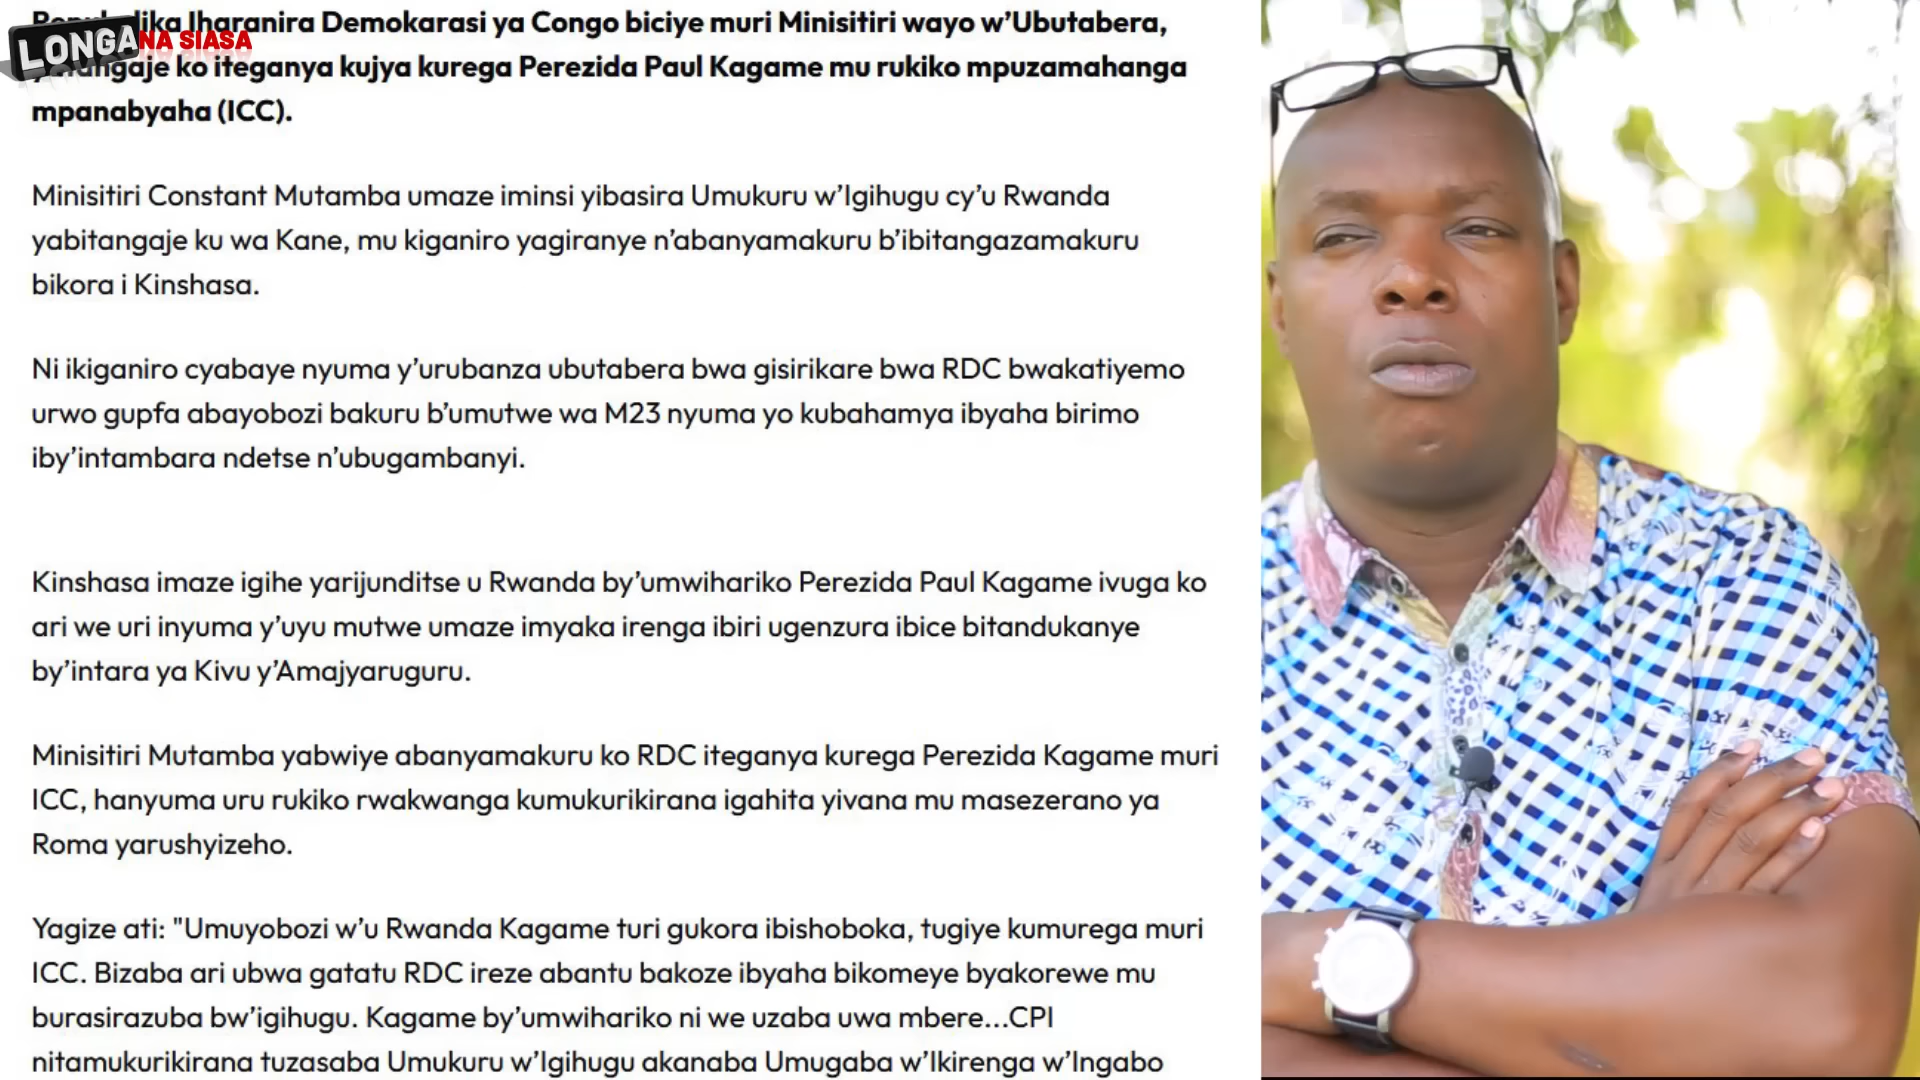 LONGA NA SIASA
Iharanira Demokarasi ya Congo biciye muri Minisitiri wayo w’Ubutabera,
ko iteganya kujya kurega Perezida Paul Kagame mu rukiko mpuzamahanga
mpanabyaha (ICC).
Minisitiri Constant Mutamba umaze iminsi yibasira Umukuru w’Igihugu cy’u Rwanda
yabitangaje ku wa Kane, mu kiganiro yagiranye n’abanyamakuru b’ibitangazamakuru
bikora i Kinshasa.
Ni ikiganiro cyabaye nyuma y’urubanza ubutabera bwa gisirikare bwa RDC bwakatiyemo
urwo gupfa abayobozi bakuru b’umutwe wa M23 nyuma yo kubahamya ibyaha birimo
iby’intambara ndetse n’ubugambanyi.
Kinshasa imaze igihe yarijunditse u Rwanda by’umwihariko Perezida Paul Kagame ivuga ko
ari we uri inyuma y’uyu mutwe umaze imyaka irenga ibiri ugenzura ibice bitandukanye
by’intara ya Kivu y’Amajyaruguru.
Minisitiri Mutamba yabwiye abanyamakuru ko RDC iteganya kurega Perezida Kagame muri
ICC, hanyuma uru rukiko rwakwanga kumukurikirana igahita yivana mu masezerano ya
Roma yarushyizeho.
Yagize ati: "Umuyobozi w’u Rwanda Kagame turi gukora ibishoboka, tugiye kumurega muri
ICC. Bizaba ari ubwa gatatu RDC ireze abantu bakoze ibyaha bikomeye byakorewe mu
burasirazuba bw’igihugu. Kagame by’umwihariko ni we uzaba uwa mbere...CPI
nitamukurikirana tuzasaba Umukuru w’Igihugu akanaba Umugaba w’Ikirenga w’Ingabo